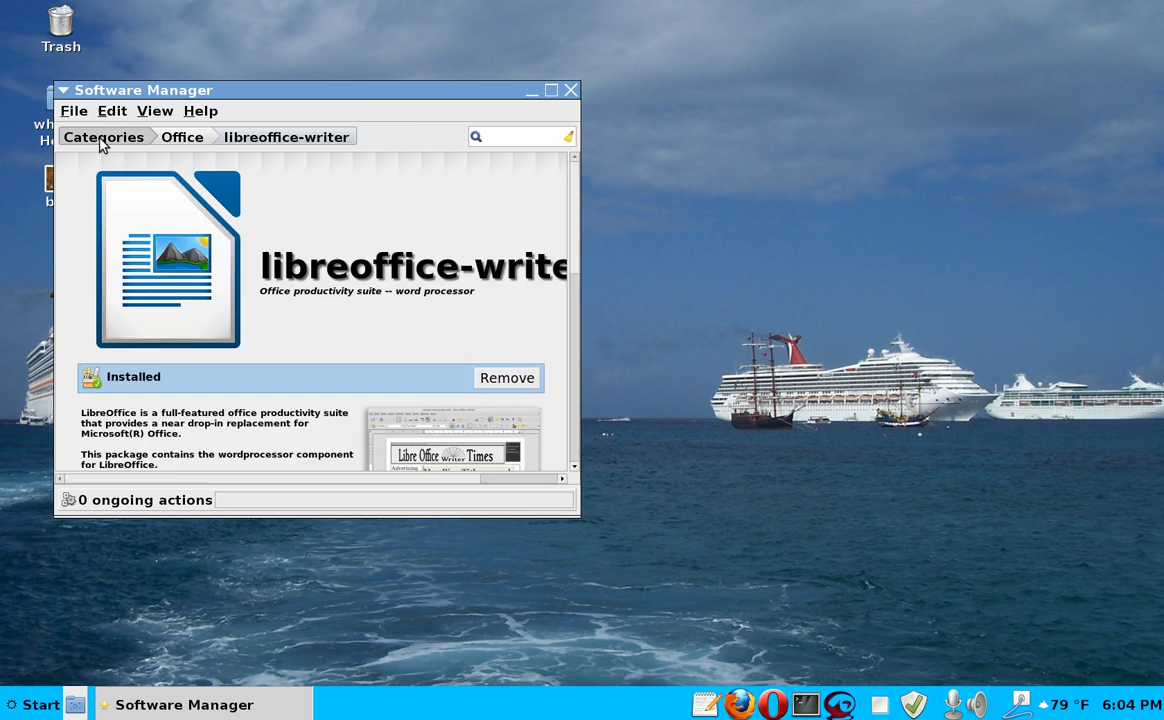 Trash
Software Manager
File Edit View Help
Categories Office libreoffice-writer
libreoffice-write
Office productivity suite -- word processor
Installed
Remove
LibreOffice is a full-featured office productivity suite
that provides a near drop-in replacement for
Microsoft(R) Office.
This package contains the wordprocessor component
for LibreOffice.
Libre Office Writer Times
Advertising
0 ongoing actions
Start
Software Manager
79 °F
6:04 PM